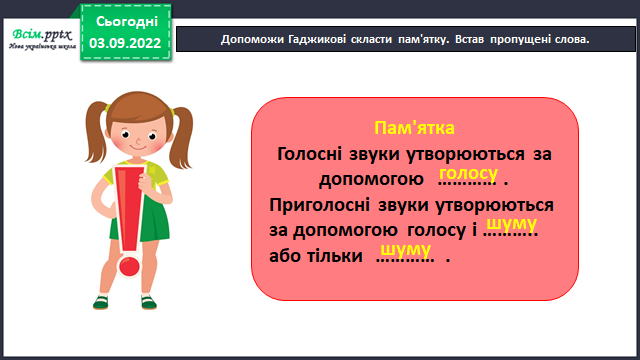 Всім.pptx
Нова українська школа
Сьогодні
03.09.2022
Допоможи Гаджикові скласти пам'ятку. Встав пропущені слова.
Пам'ятка
Голосні звуки утворюються за
допомогою голосу ………… .
Приголосні звуки утворюються
за допомогою голосу і шуму ………..
або тільки шуму ………… .